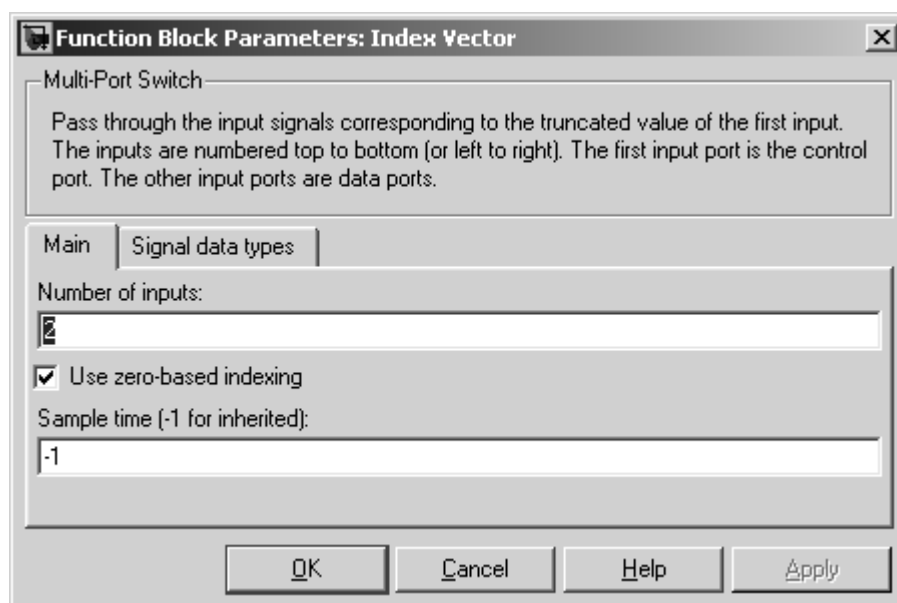 Function Block Parameters: Index Vector
Multi-Port Switch
Pass through the input signals corresponding to the truncated value of the first input.
The inputs are numbered top to bottom (or left to right). The first input port is the control
port. The other input ports are data ports.
Main Signal data types
Number of inputs:
2
Use zero-based indexing
Sample time (-1 for inherited):
-1
OK Cancel Help Apply